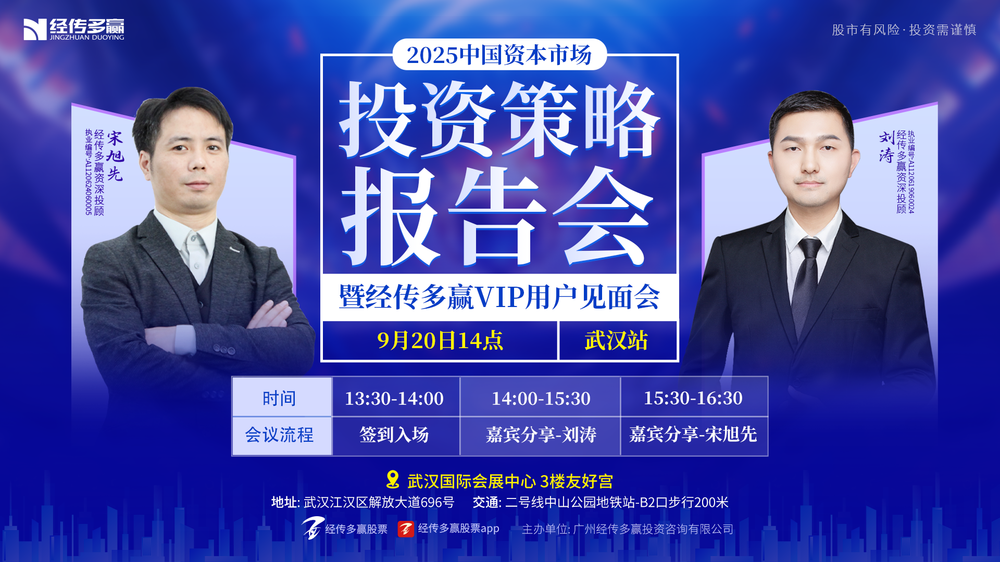 经传多赢
JINGZHUAN DUOYING
股市有风险·投资需谨慎
2025中国资本市场
投资策略
报告会
暨经传多赢VIP用户见面会
9月20日14点
武汉站
宋旭先
经传多赢资深投顾
执业编号:A1120624060005
刘涛
经传多赢资深投顾
执业编号:A1120619060024
时间
13:30-14:00
14:00-15:30
15:30-16:30
会议流程
签到入场
嘉宾分享-刘涛
嘉宾分享-宋旭先
武汉国际会展中心 3楼友好宫
地址: 武汉江汉区解放大道696号
交通: 二号线中山公园地铁站-B2口步行200米
经传多赢股票
经传多赢股票app
主办单位: 广州经传多赢投资咨询有限公司